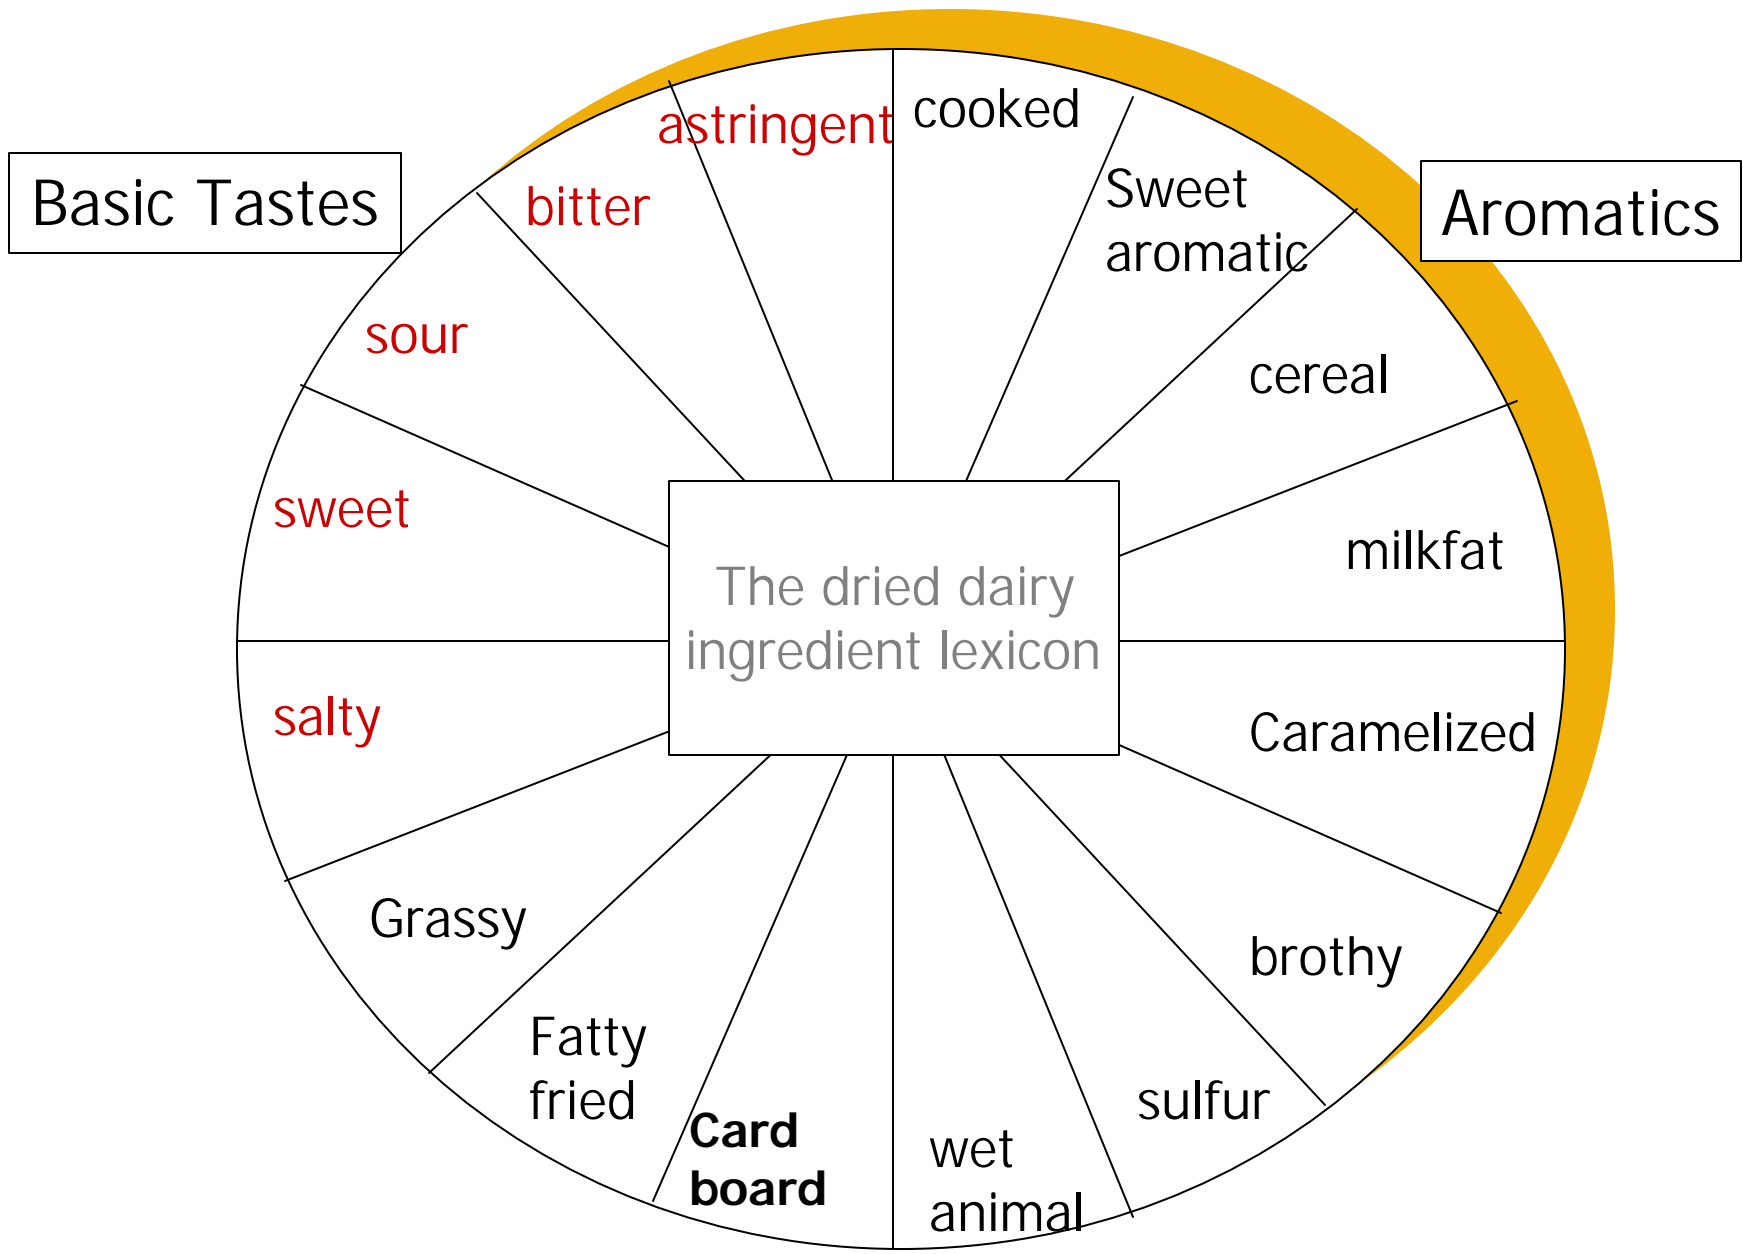 Basic Tastes
Aromatics
astringent
cooked
Sweet
aromatic
cereal
milkfat
Caramelized
brothy
sulfur
wet
animal
Card
board
Fatty
fried
Grassy
salty
sweet
sour
bitter
The dried dairy
ingredient lexicon